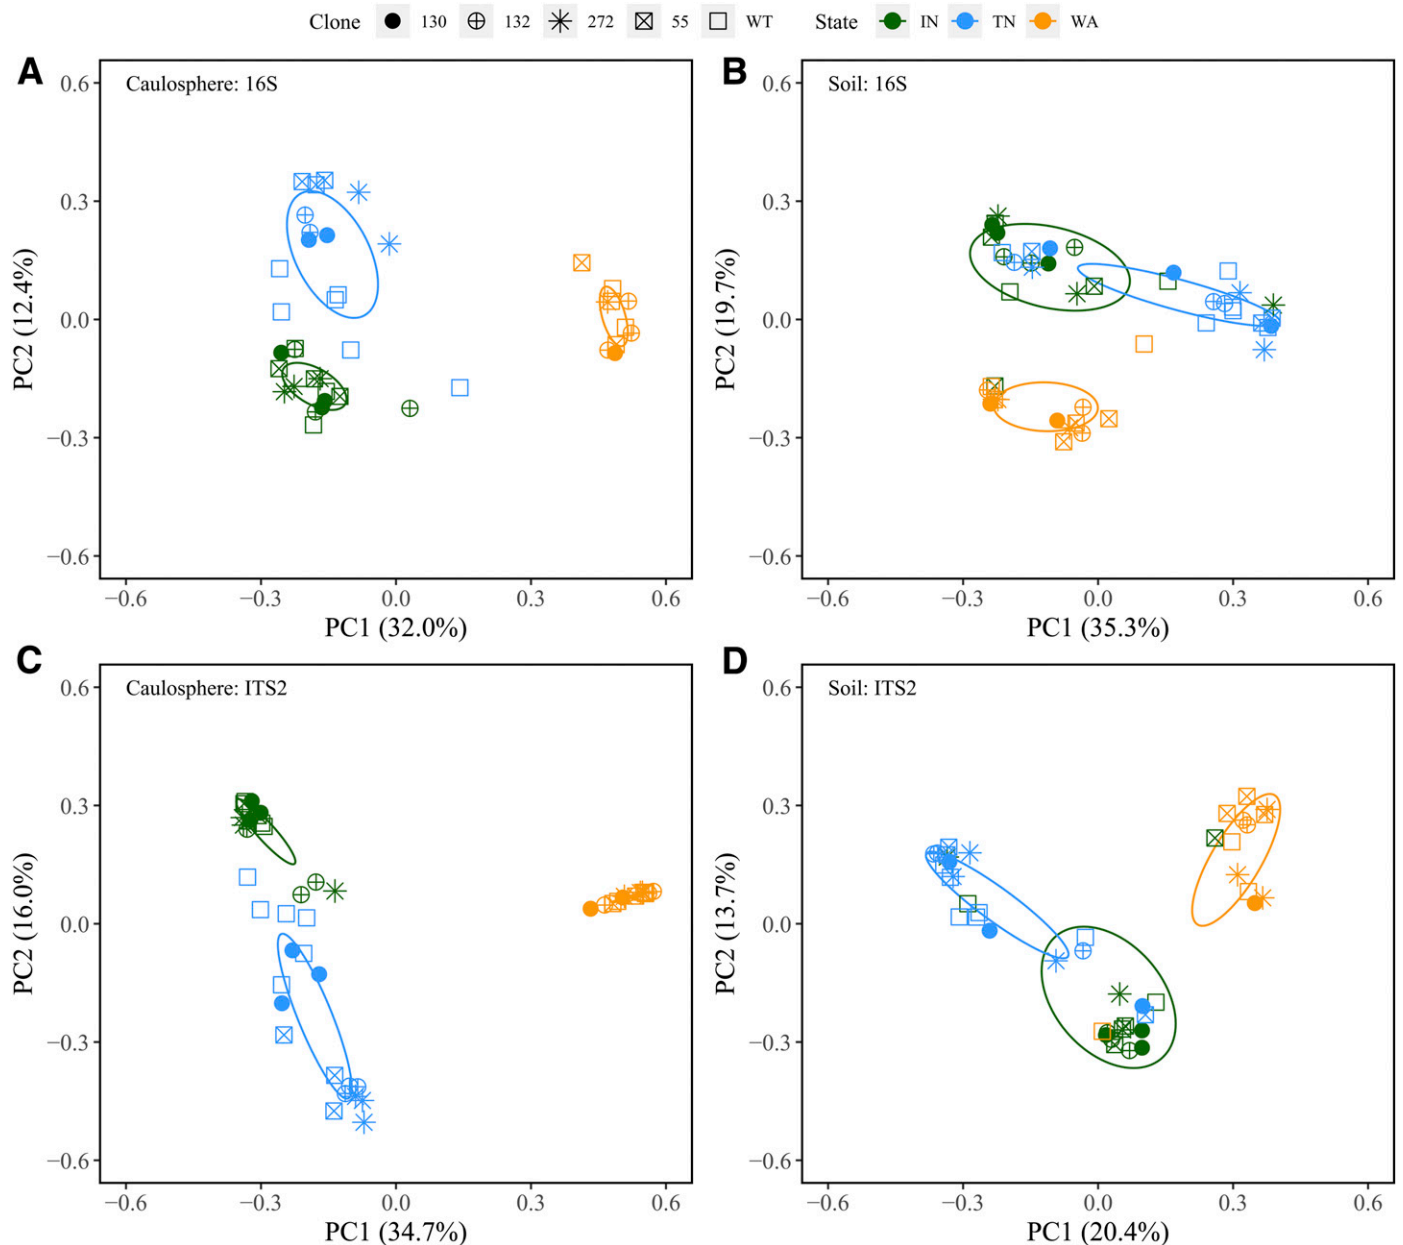 Clone 130 132 272 55 WT State IN TN WA
A
Caulosphere: 16S
0.6
0.3
0.0
−0.3
−0.6
PC2 (12.4%)
−0.6 −0.3 0.0 0.3 0.6
PC1 (32.0%)
B
Soil: 16S
0.6
0.3
0.0
−0.3
−0.6
PC2 (19.7%)
−0.6 −0.3 0.0 0.3 0.6
PC1 (35.3%)
C
Caulosphere: ITS2
0.6
0.3
0.0
−0.3
−0.6
PC2 (16.0%)
−0.6 −0.3 0.0 0.3 0.6
PC1 (34.7%)
D
Soil: ITS2
0.6
0.3
0.0
−0.3
−0.6
PC2 (13.7%)
−0.6 −0.3 0.0 0.3 0.6
PC1 (20.4%)